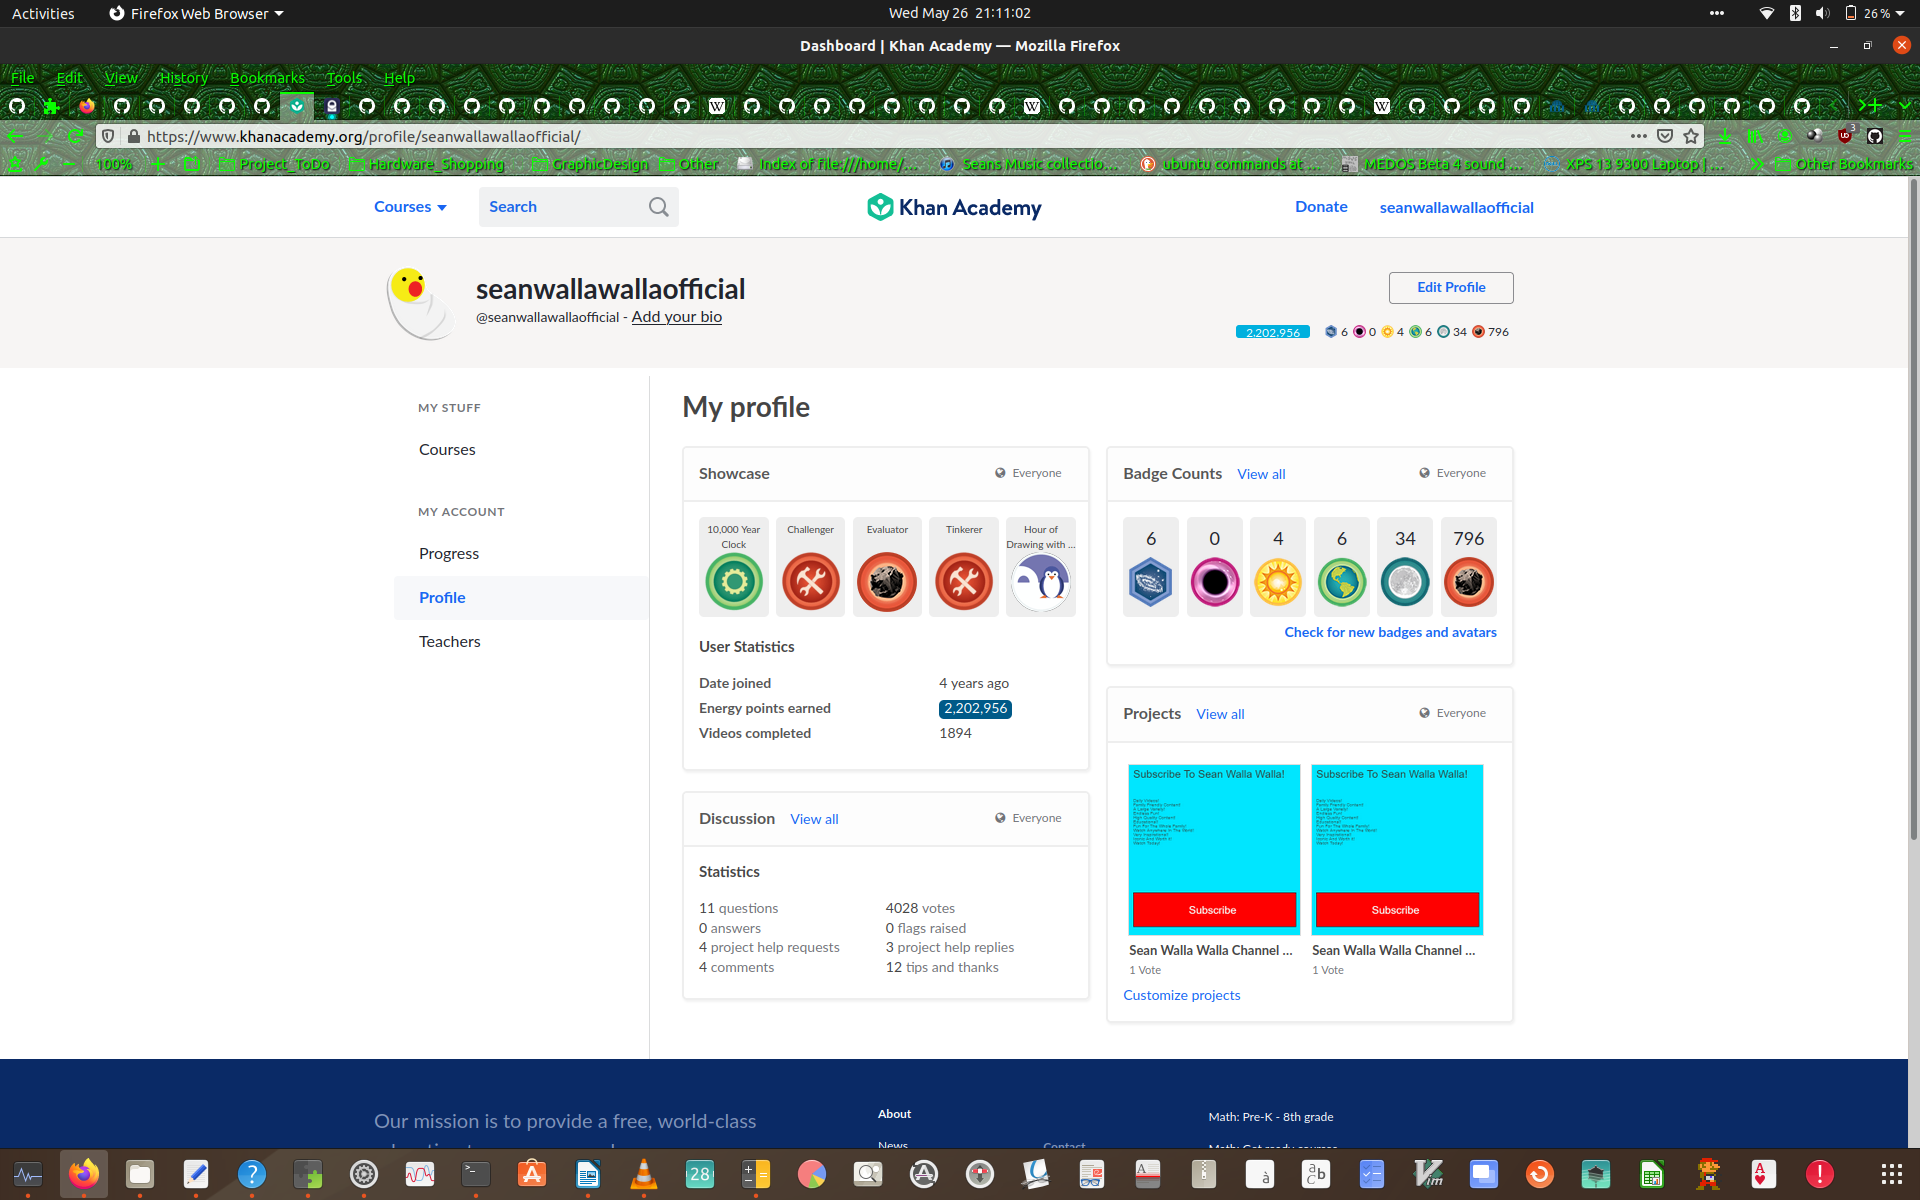 Activities
Firefox Web Browser
Wed May 26 21:11:02
26 %
Dashboard | Khan Academy — Mozilla Firefox
File Edit View History Bookmarks Tools Help
https://www.khanacademy.org/profile/seanwallawallaofficial/
3
100%
Project_ToDo
Hardware_Shopping
GraphicDesign
Other
Index of file:///home/...
Seans Music collectio...
ubuntu commands at ...
MEDOS Beta 4 sound ...
XPS 13 9300 Laptop | ...
Other Bookmarks
Courses
Search
Khan Academy
Donate
seanwallawallaofficial
seanwallawallaofficial
@seanwallawallaofficial - Add your bio
Edit Profile
2,202,956 6 0 4 6 34 796
MY STUFF
Courses
MY ACCOUNT
Progress
Profile
Teachers
My profile
Showcase
Everyone
10,000 Year Clock
Challenger
Evaluator
Tinkerer
Hour of Drawing with ...
User Statistics
Date joined 4 years ago
Energy points earned 2,202,956
Videos completed 1894
Discussion View all
Everyone
Statistics
11 questions 4028 votes
0 answers 0 flags raised
4 project help requests 3 project help replies
4 comments 12 tips and thanks
Badge Counts View all
Everyone
6 0 4 6 34 796
Check for new badges and avatars
Projects View all
Everyone
Subscribe To Sean Walla Walla!
Subscribe
Sean Walla Walla Channel ...
1 Vote
Subscribe To Sean Walla Walla!
Subscribe
Sean Walla Walla Channel ...
1 Vote
Customize projects
Our mission is to provide a free, world-class
About
News
Contact
Math: Pre-K - 8th grade
28